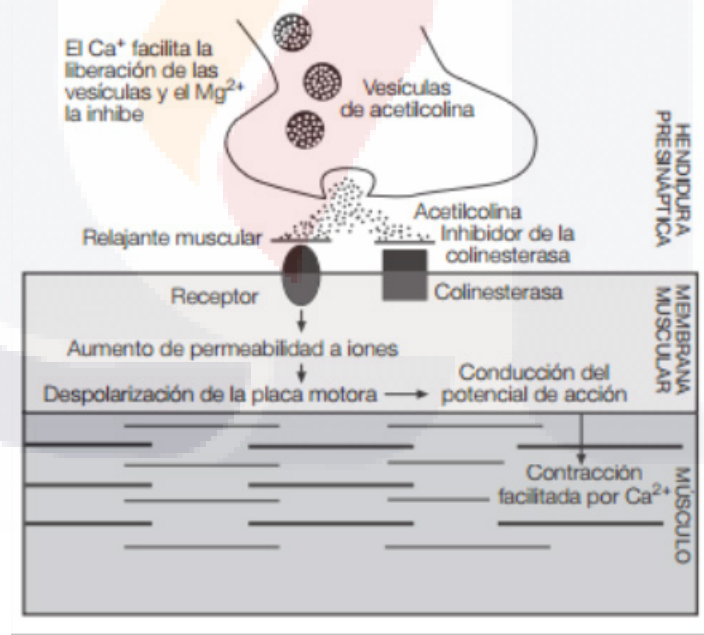 El Ca⁺ facilita la
liberación de las
vesículas y el Mg²⁺
la inhibe
Vesículas
de acetilcolina
HENDIDURA
PRESINÁPTICA
Acetilcolina
Relajante muscular
Inhibidor de la
colinesterasa
Receptor
Colinesterasa
MEMBRANA
MUSCULAR
Aumento de permeabilidad a iones
Despolarización de la placa motora
Conducción del
potencial de acción
Contracción
facilitada por Ca²⁺
MÚSCULO